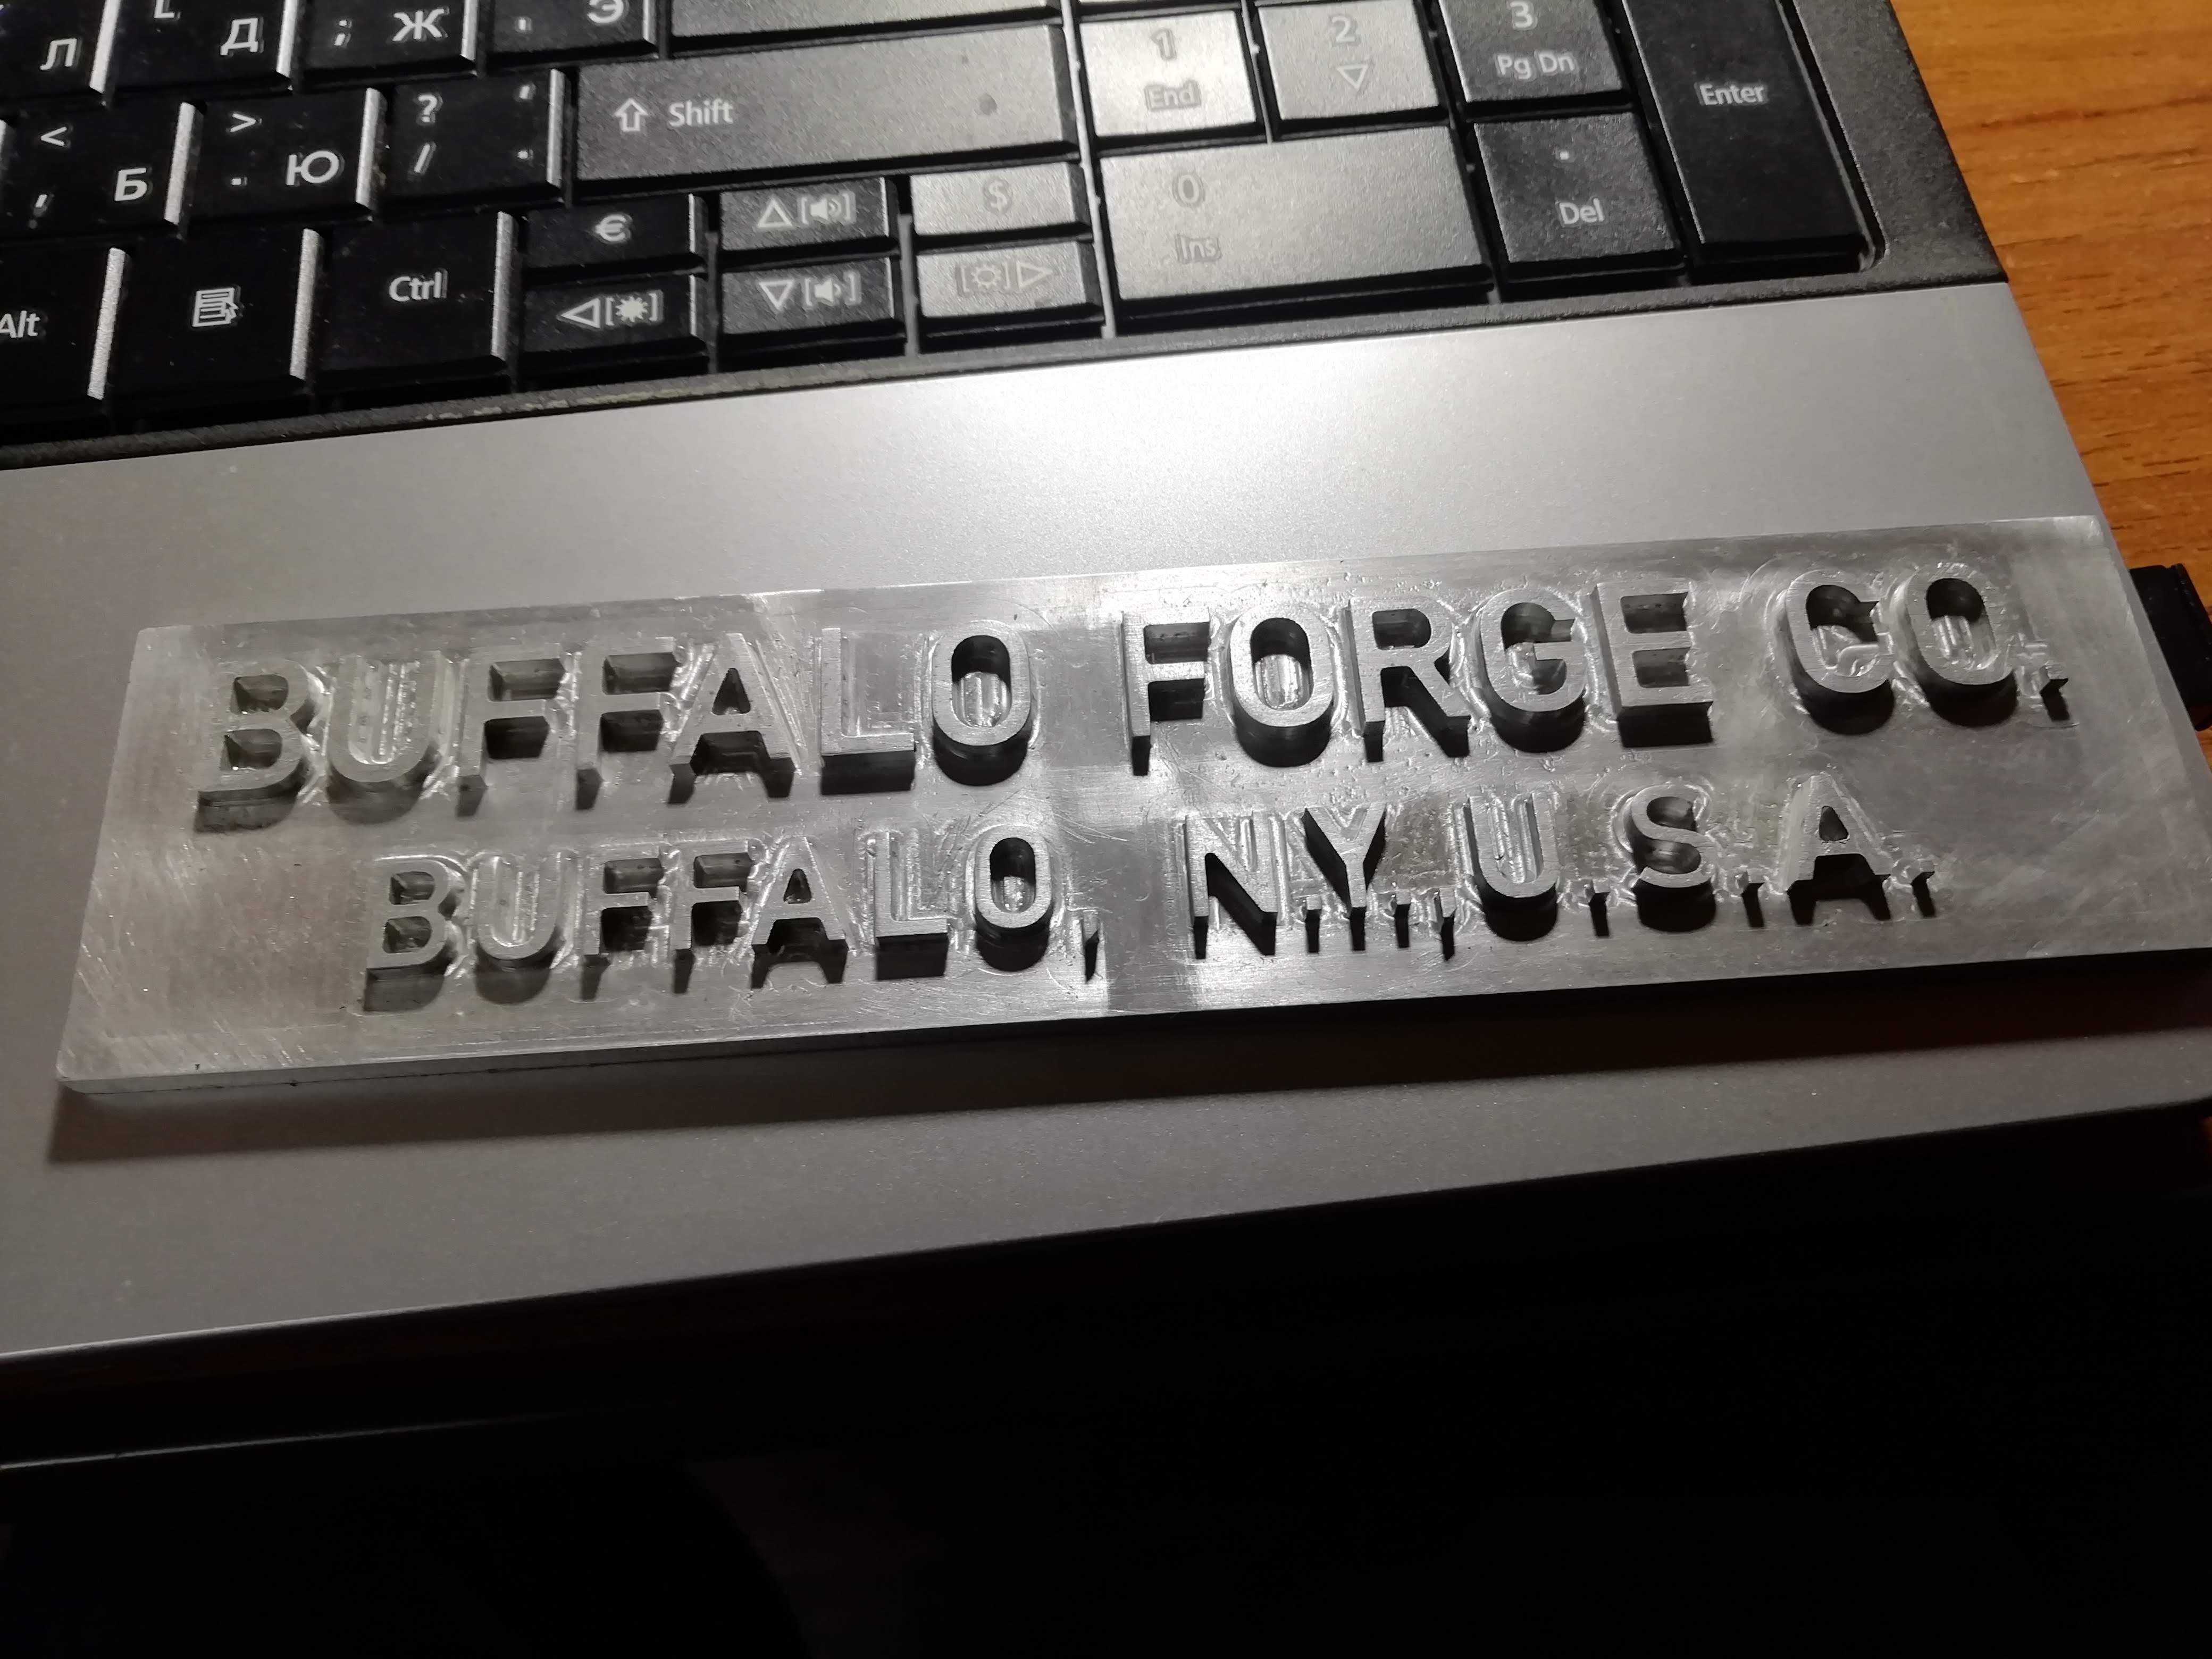 Л Д ; Ж ' Э 1 End 2 3 Pg Dn Enter
< , Б > . Ю ? / . Shift 0 Ins . Del
Alt Ctrl € $
BUFFALO FORGE CO.
BUFFALO, N.Y., U.S.A.